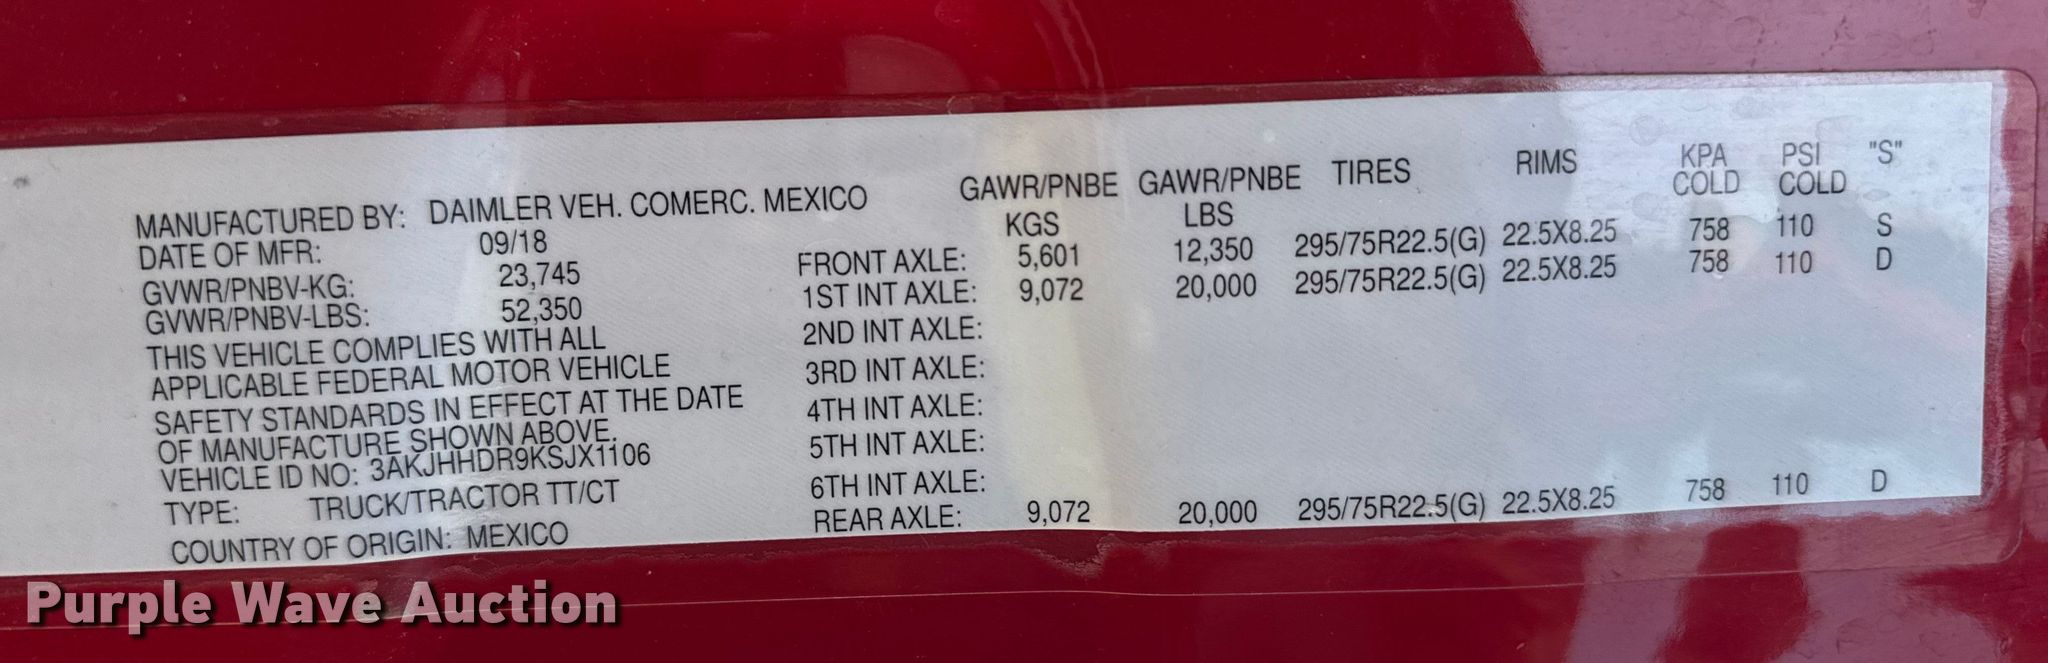 MANUFACTURED BY: DAIMLER VEH. COMERC. MEXICO
DATE OF MFR: 09/18
GVWR/PNBV-KG: 23,745
GVWR/PNBV-LBS: 52,350
THIS VEHICLE COMPLIES WITH ALL
APPLICABLE FEDERAL MOTOR VEHICLE
SAFETY STANDARDS IN EFFECT AT THE DATE
OF MANUFACTURE SHOWN ABOVE.
VEHICLE ID NO: 3AKJHHDR9KSJX1106
TYPE: TRUCK/TRACTOR TT/CT
COUNTRY OF ORIGIN: MEXICO
GAWR/PNBE GAWR/PNBE TIRES RIMS KPA PSI "S"
KGS LBS COLD COLD
FRONT AXLE: 5,601 12,350 295/75R22.5(G) 22.5X8.25 758 110 S
1ST INT AXLE: 9,072 20,000 295/75R22.5(G) 22.5X8.25 758 110 D
2ND INT AXLE:
3RD INT AXLE:
4TH INT AXLE:
5TH INT AXLE:
6TH INT AXLE:
REAR AXLE: 9,072 20,000 295/75R22.5(G) 22.5X8.25 758 110 D
Purple Wave Auction